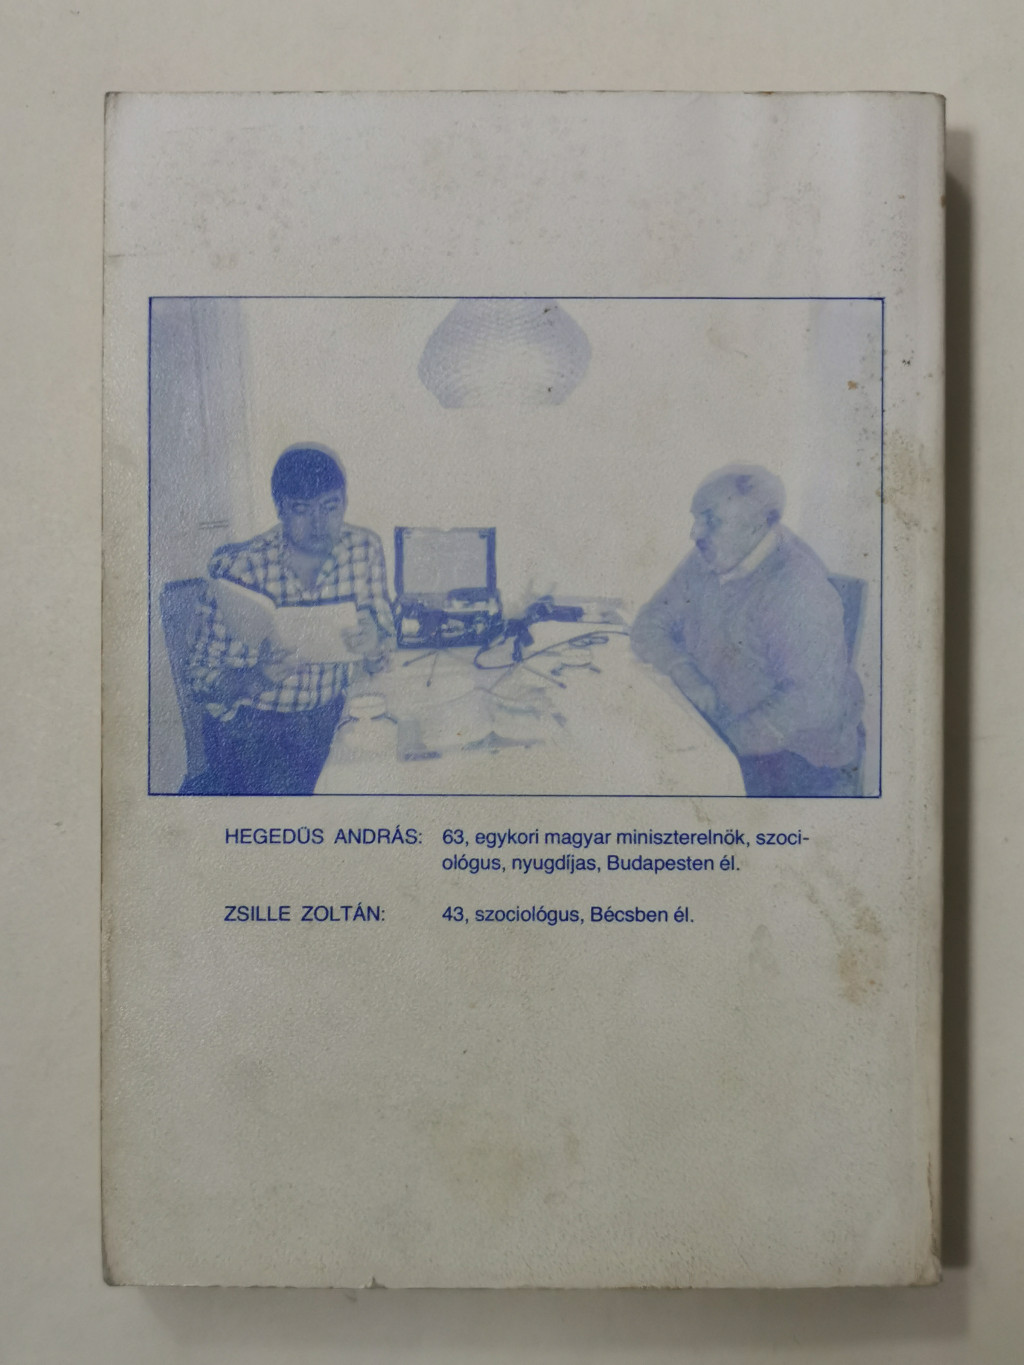 HEGEDŰS ANDRÁS: 63, egykori magyar miniszterelnök, szoci-
ológus, nyugdíjas, Budapesten él.
ZSILLE ZOLTÁN: 43, szociológus, Bécsben él.